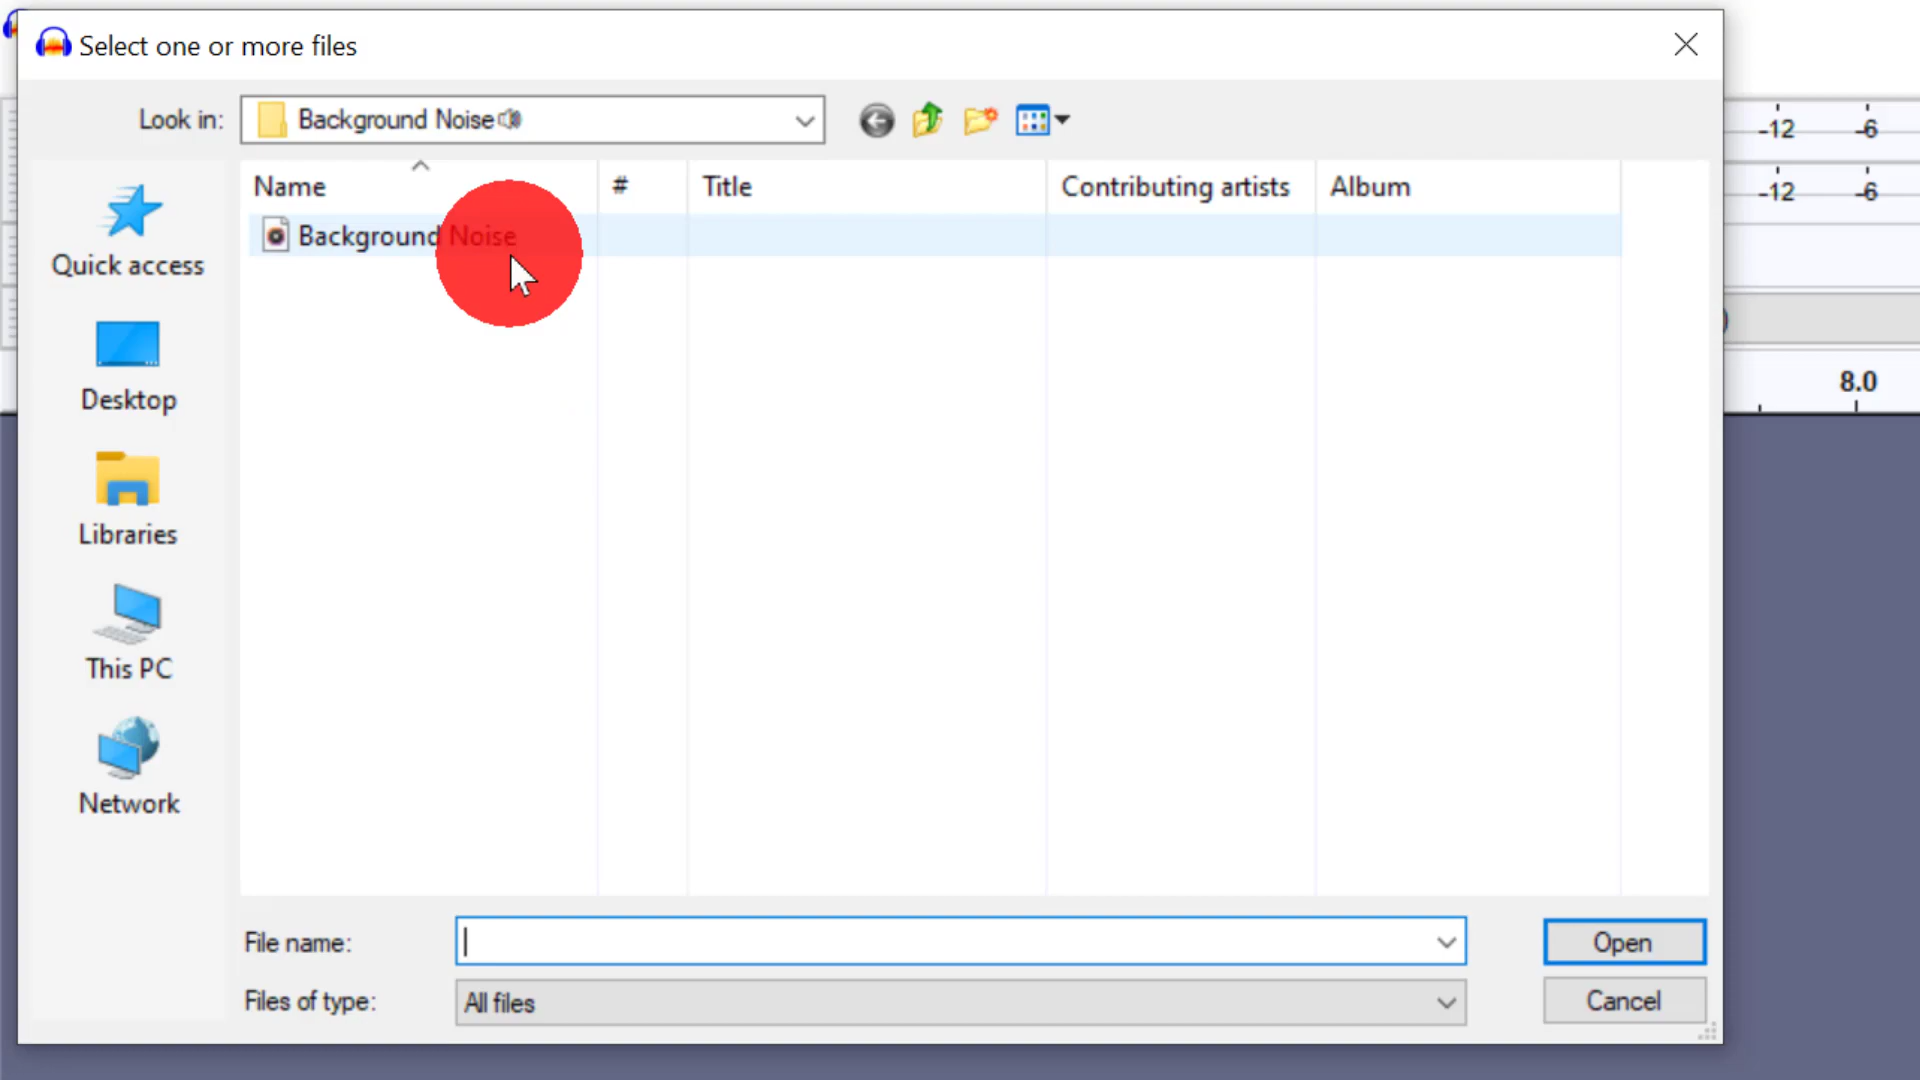 Select one or more files
Look in: Background Noise
-12 -6
Name # Title Contributing artists Album
-12 -6
Background Noise
Quick access
8.0
Desktop
Libraries
This PC
Network
File name: Open
Files of type: All files Cancel